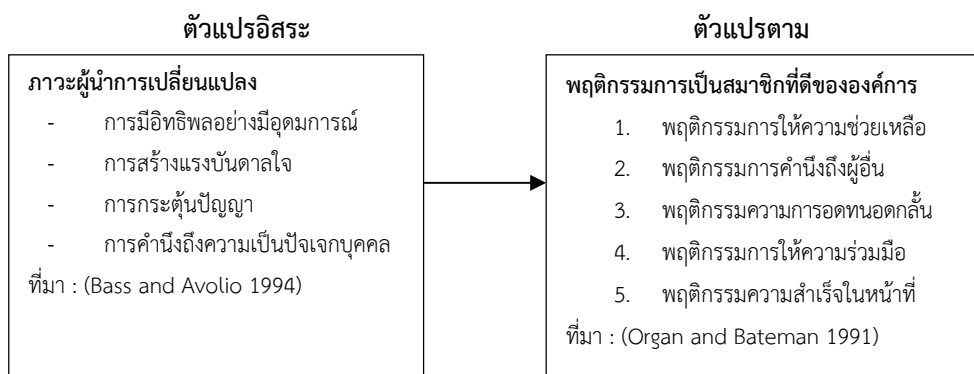 ตัวแปรอิสระ
ภาวะผู้นำการเปลี่ยนแปลง
- การมีอิทธิพลอย่างมีอุดมการณ์
- การสร้างแรงบันดาลใจ
- การกระตุ้นปัญญา
- การคำนึงถึงความเป็นปัจเจกบุคคล
ที่มา : (Bass and Avolio 1994)
ตัวแปรตาม
พฤติกรรมการเป็นสมาชิกที่ดีขององค์การ
1. พฤติกรรมการให้ความช่วยเหลือ
2. พฤติกรรมการคำนึงถึงผู้อื่น
3. พฤติกรรมความการอดทนอดกลั้น
4. พฤติกรรมการให้ความร่วมมือ
5. พฤติกรรมความสำเร็จในหน้าที่
ที่มา : (Organ and Bateman 1991)